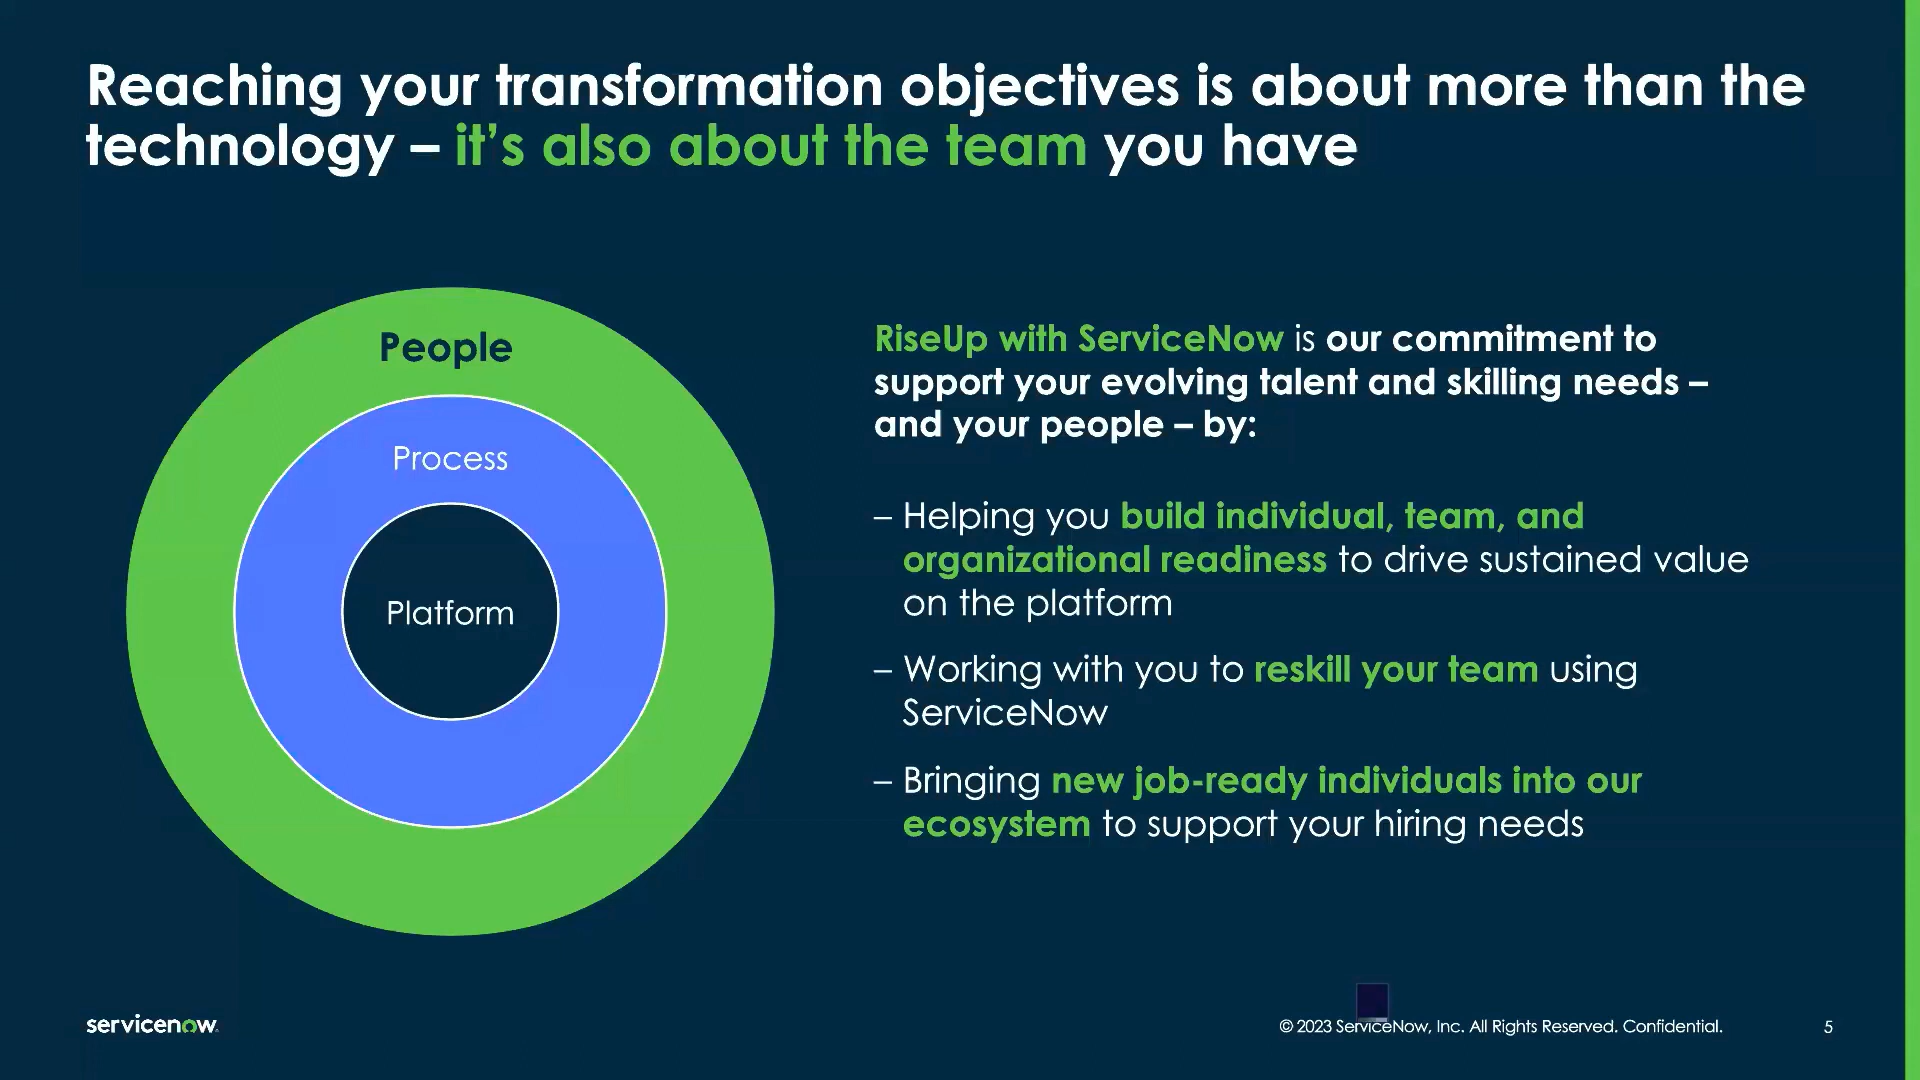 Reaching your transformation objectives is about more than the
technology – it’s also about the team you have
People
Process
Platform
RiseUp with ServiceNow is our commitment to
support your evolving talent and skilling needs –
and your people – by:
– Helping you build individual, team, and
organizational readiness to drive sustained value
on the platform
– Working with you to reskill your team using
ServiceNow
– Bringing new job-ready individuals into our
ecosystem to support your hiring needs
servicenow
© 2023 ServiceNow, Inc. All Rights Reserved. Confidential.
5